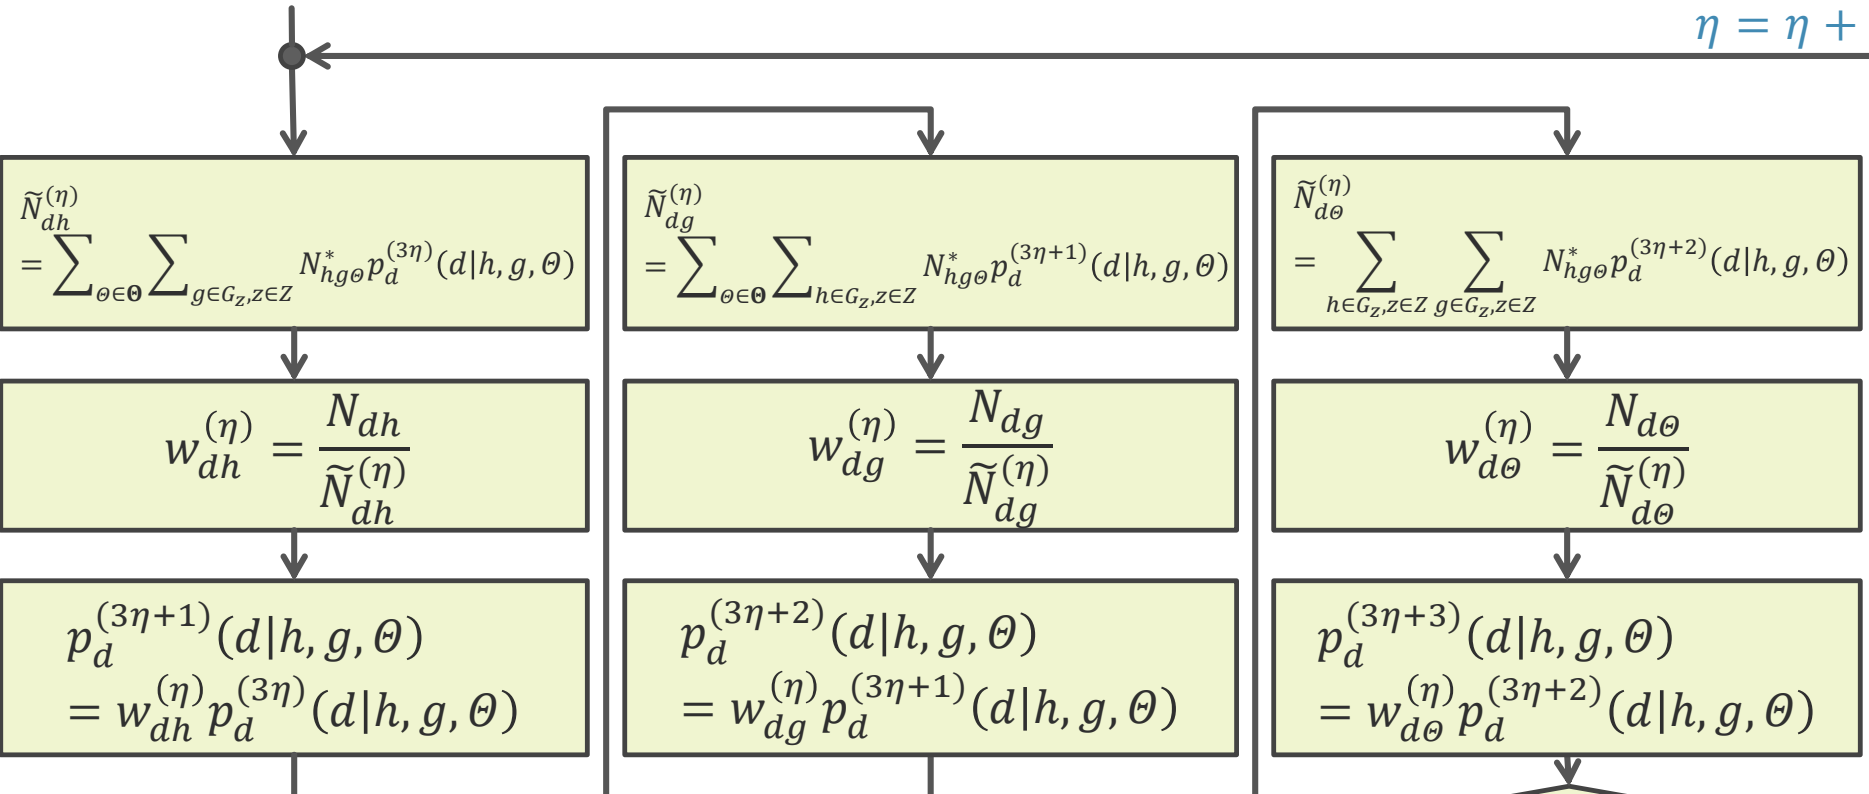 η = η +
Ñ_{dh}^{(η)}
= ∑_{Θ∈𝚯} ∑_{g∈G_z,z∈Z} N^*_{hgΘ} p_d^{(3η)}(d|h, g, Θ)
w_{dh}^{(η)} = N_{dh} / Ñ_{dh}^{(η)}
p_d^{(3η+1)}(d|h, g, Θ)
= w_{dh}^{(η)} p_d^{(3η)}(d|h, g, Θ)
Ñ_{dg}^{(η)}
= ∑_{Θ∈𝚯} ∑_{h∈G_z,z∈Z} N^*_{hgΘ} p_d^{(3η+1)}(d|h, g, Θ)
w_{dg}^{(η)} = N_{dg} / Ñ_{dg}^{(η)}
p_d^{(3η+2)}(d|h, g, Θ)
= w_{dg}^{(η)} p_d^{(3η+1)}(d|h, g, Θ)
Ñ_{dΘ}^{(η)}
= ∑_{h∈G_z,z∈Z} ∑_{g∈G_z,z∈Z} N^*_{hgΘ} p_d^{(3η+2)}(d|h, g, Θ)
w_{dΘ}^{(η)} = N_{dΘ} / Ñ_{dΘ}^{(η)}
p_d^{(3η+3)}(d|h, g, Θ)
= w_{dΘ}^{(η)} p_d^{(3η+2)}(d|h, g, Θ)